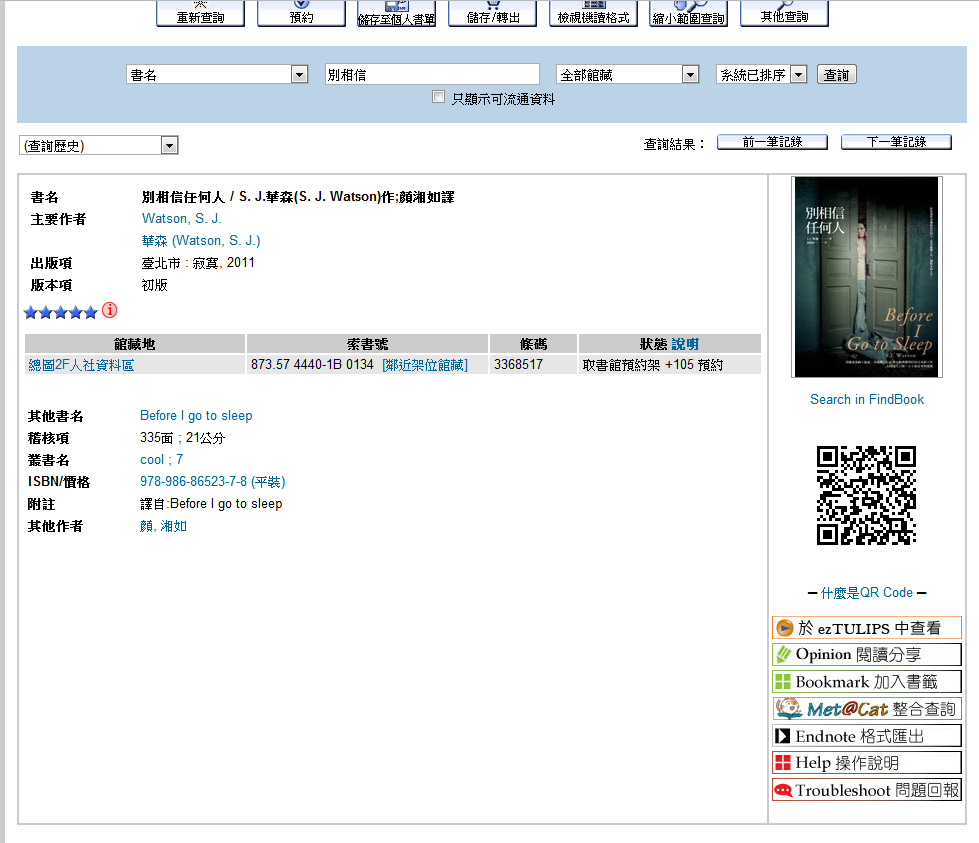 重新查詢 預約 儲存至個人書單 儲存/轉出 檢視機讀格式 縮小範圍查詢 其他查詢
書名 別相信 全部館藏 系統已排序 查詢
只顯示可流通資料
(查詢歷史) 查詢結果： 前一筆記錄 下一筆記錄
書名 別相信任何人 / S. J.華森(S. J. Watson)作;顏湘如譯
主要作者 Watson, S. J.
華森 (Watson, S. J.)
出版項 臺北市 : 寂寞, 2011
版本項 初版
館藏地 索書號 條碼 狀態 說明
總圖2F人社資料區 873.57 4440-1B 0134 [鄰近架位館藏] 3368517 取書館預約架 +105 預約
其他書名 Before I go to sleep
稽核項 335面 ; 21公分
叢書名 cool ; 7
ISBN/價格 978-986-86523-7-8 (平裝)
附註 譯自:Before I go to sleep
其他作者 顏, 湘如
別相信
任何人
Before
I
Go to Sleep
S.J. Watson
Search in FindBook
什麼是QR Code
於 ezTULIPS 中查看
Opinion 閱讀分享
Bookmark 加入書籤
Met@Cat 整合查詢
Endnote 格式匯出
Help 操作說明
Troubleshoot 問題回報